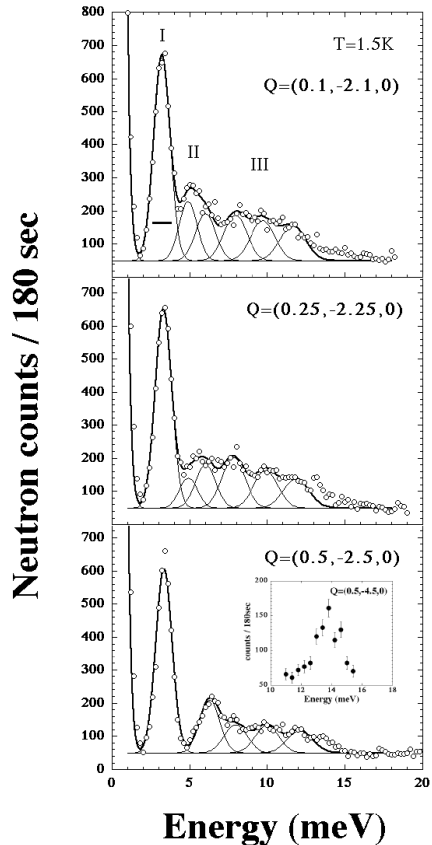 800
700
600
500
400
300
200
100
I
II
III
T=1.5K
Q=(0.1,-2.1,0)
600
500
400
300
200
100
Q=(0.25,-2.25,0)
700
600
500
400
300
200
100
0
Q=(0.5,-2.5,0)
200
150
100
50
counts / 180sec
Q=(0.5,-4.5,0)
10 12 14 16 18
Energy (meV)
0 5 10 15 20
Neutron counts / 180 sec
Energy (meV)